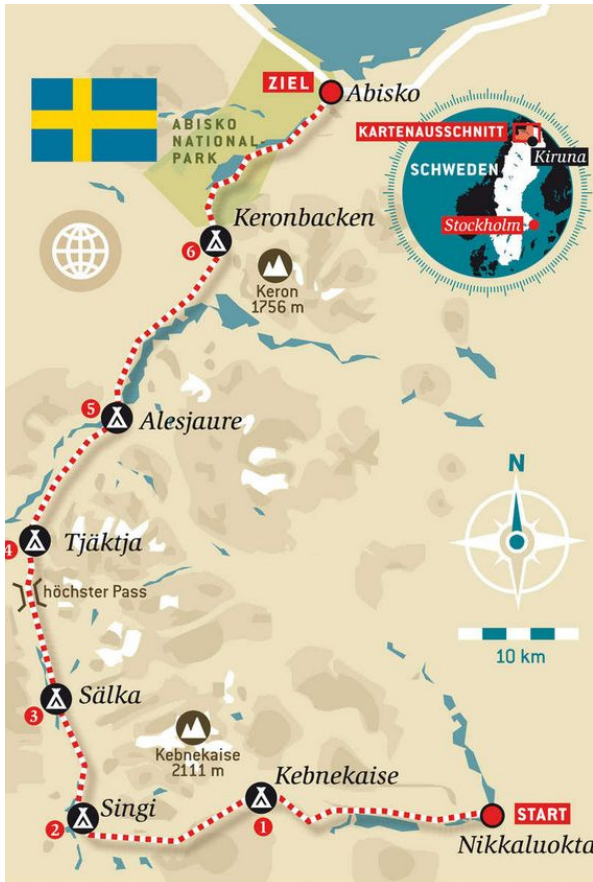 ZIEL
Abisko
ABISKO
NATIONAL
PARK
KARTENAUSSCHNITT
Kiruna
SCHWEDEN
Stockholm
Keronbacken
6
Keron
1756 m
5
Alesjaure
N
4
Tjäktja
höchster Pass
10 km
Sälka
3
Kebnekaise
2111 m
Kebnekaise
Singi
2
1
START
Nikkaluokta